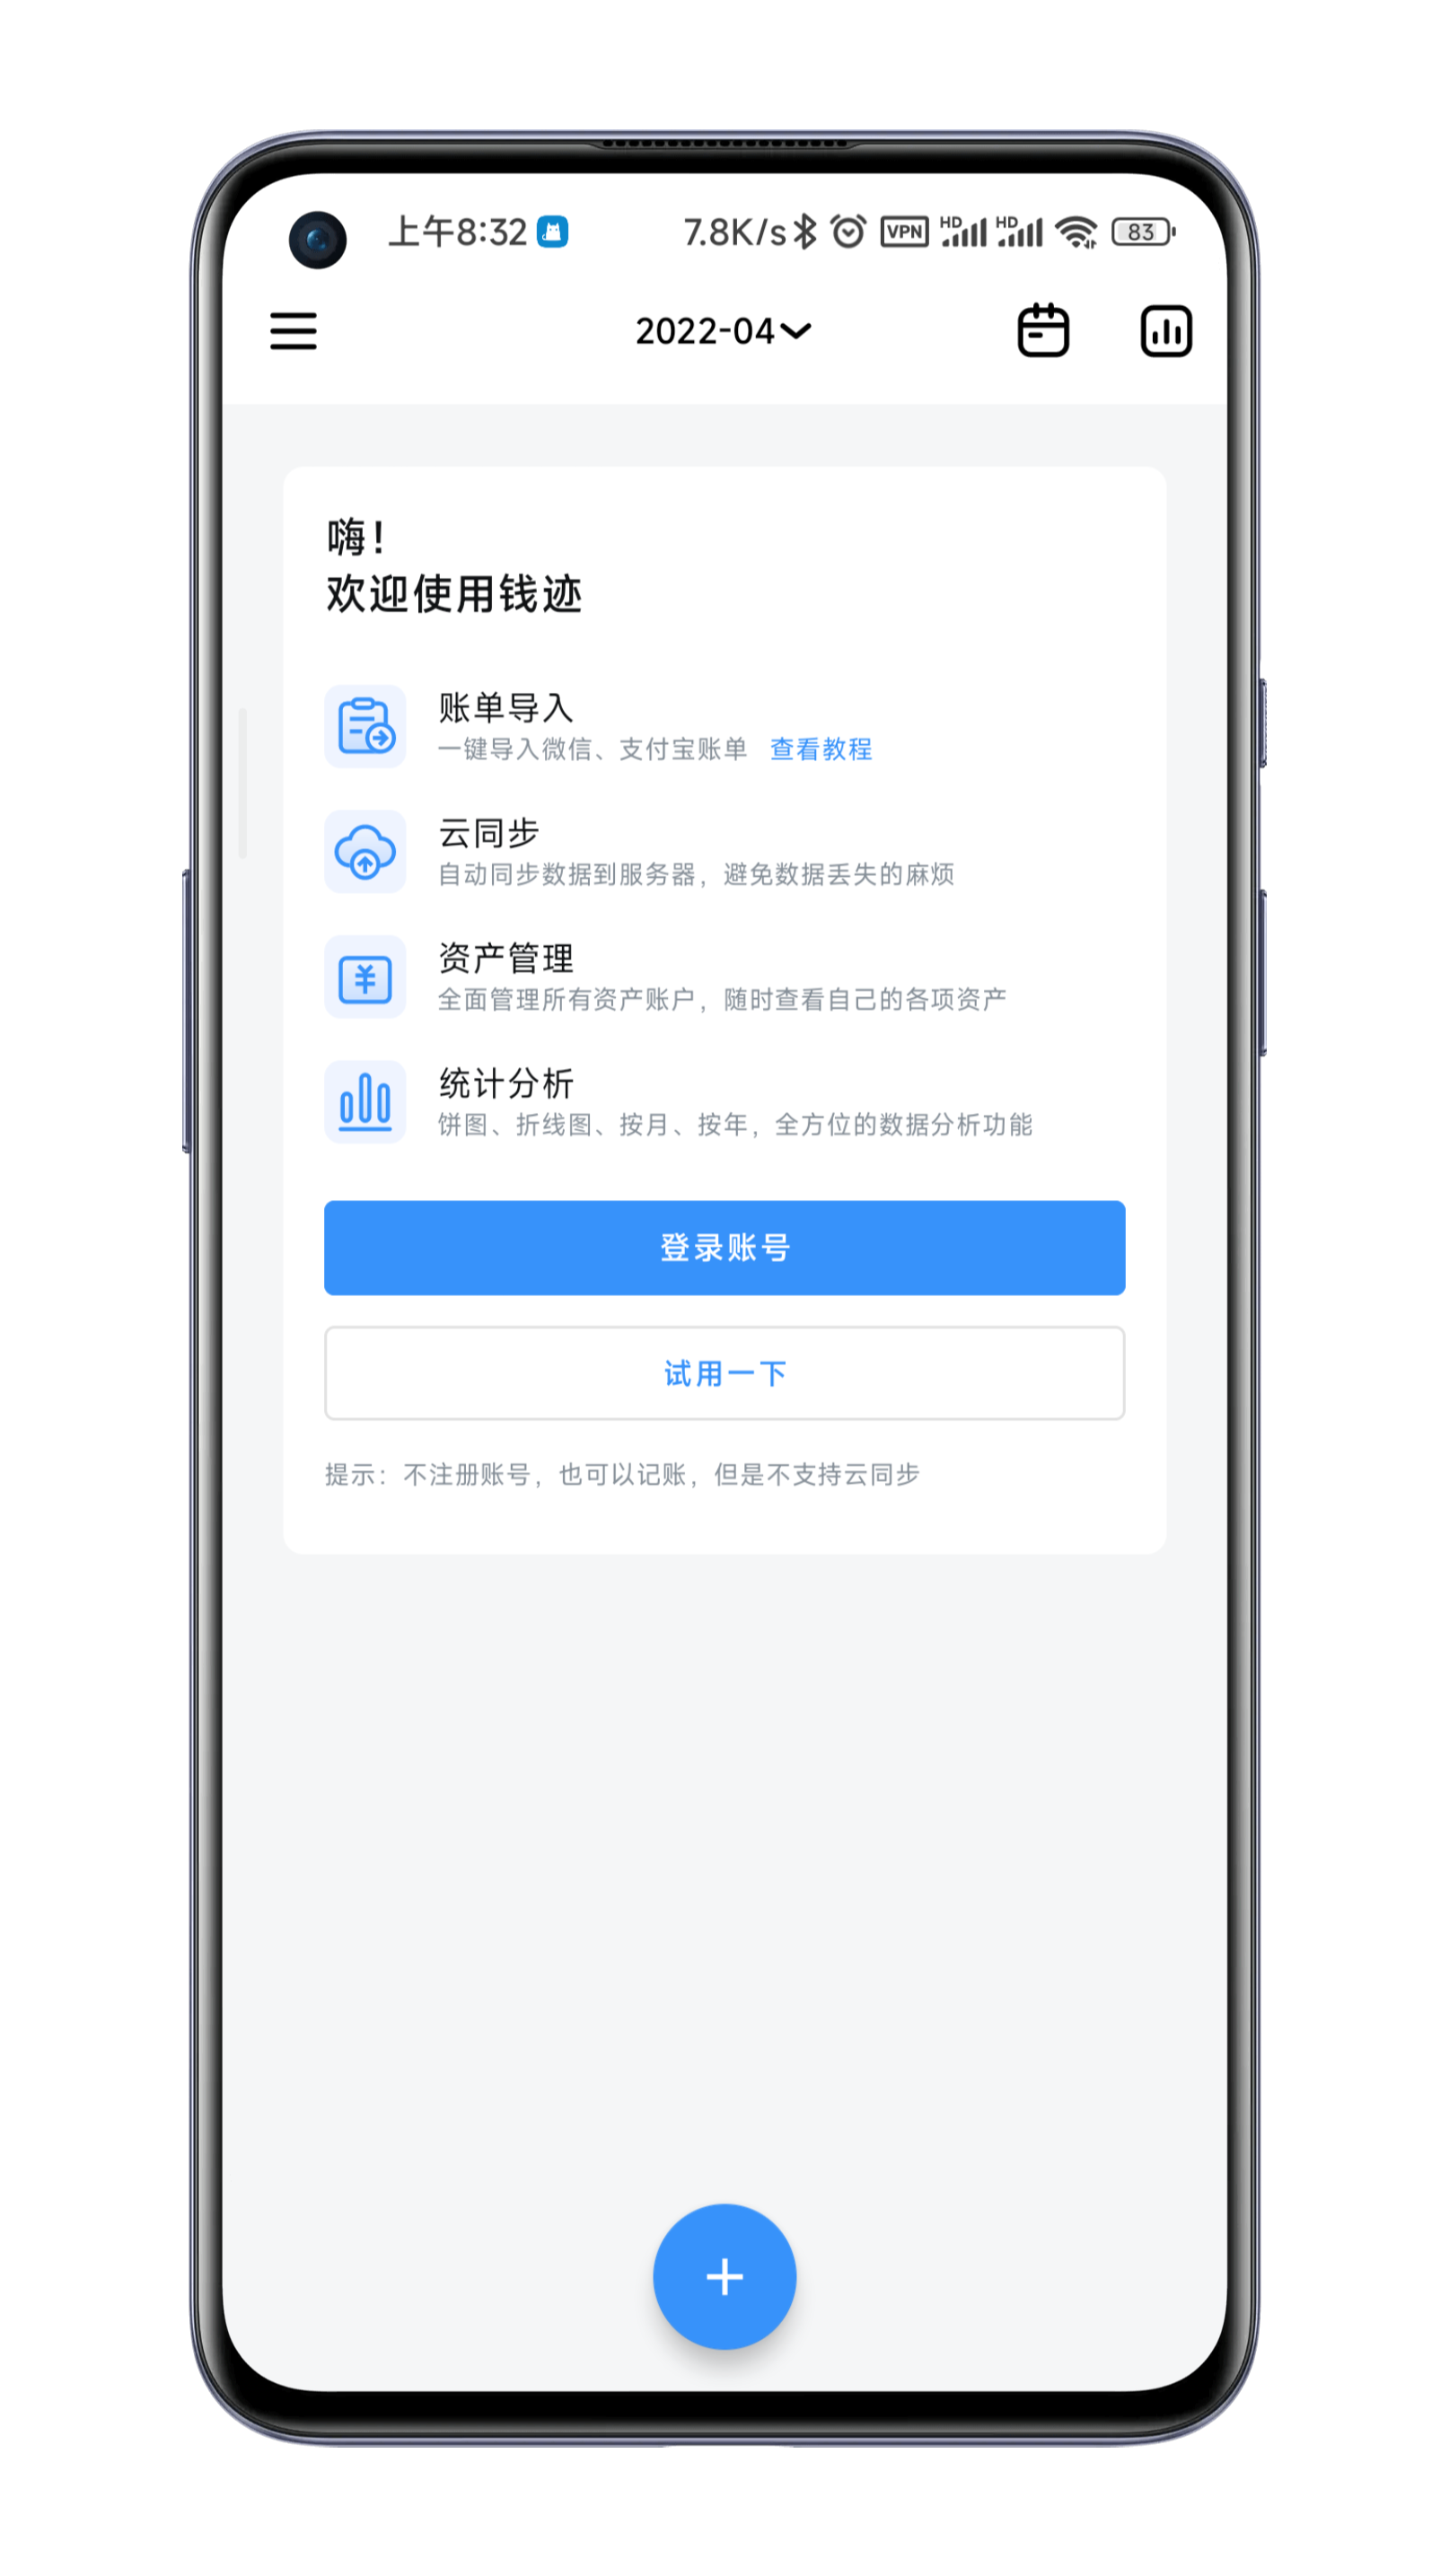 上午8:32 7.8K/s VPN HD HD 83
2022-04
嗨！
欢迎使用钱迹
账单导入
一键导入微信、支付宝账单 查看教程
云同步
自动同步数据到服务器，避免数据丢失的麻烦
资产管理
全面管理所有资产账户，随时查看自己的各项资产
统计分析
饼图、折线图、按月、按年，全方位的数据分析功能
登录账号
试用一下
提示：不注册账号，也可以记账，但是不支持云同步